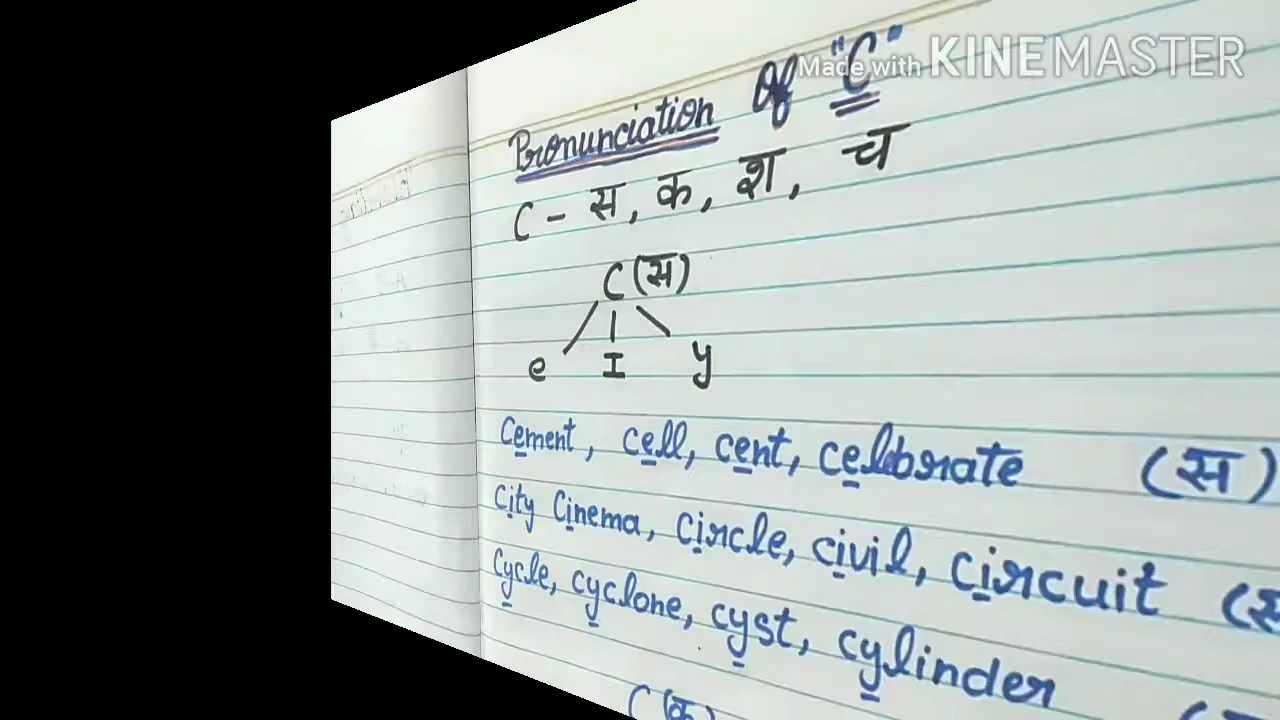 Made with KINEMASTER
Pronunciation Of "C"
C - स, क, श, च
C (स)
e I y
Cement, cell, cent, celbrate (स)
City Cinema, circle, civil, circuit (स
Cycle, cyclone, cyst, cylinder (
C (क)